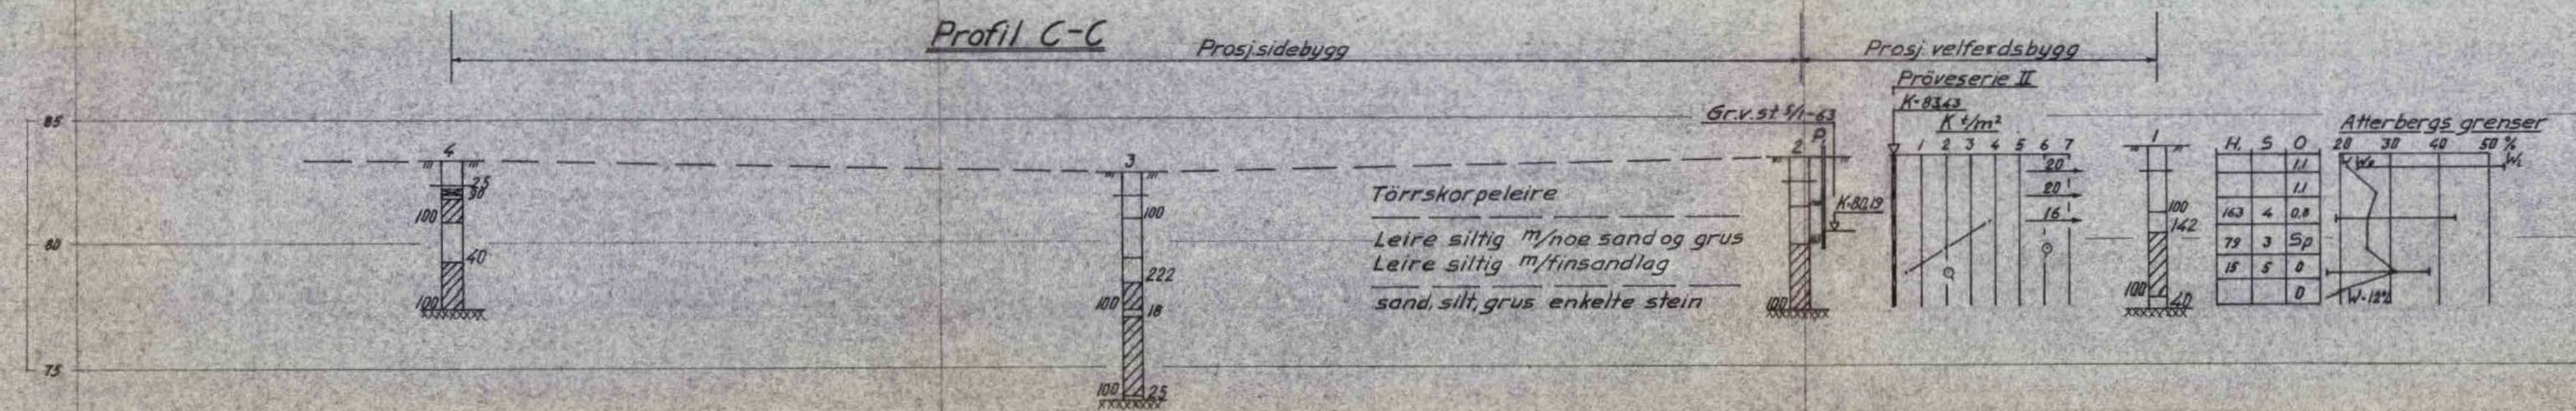 Profil C-C
Prosj.sidebygg
Prosj. velferdsbygg
Pröveserie II
K=83,43
Gr.v.st 5/1-63
K t/m²
Atterbergs grenser
85
80
75
4
25
100
40
100
3
100
222
100
18
100
25
Törrskorpeleire
Leire siltig m/noe sand og grus
Leire siltig m/finsandlag
sand, silt, grus enkelte stein
2
P
K=80,19
100
1 2 3 4 5 6 7
20
20
16
1
100
142
100
40
H. S O
1.1
1.1
163 4 0,8
79 3 Sp
15 5 0
0
20 30 40 50 %
W=12%